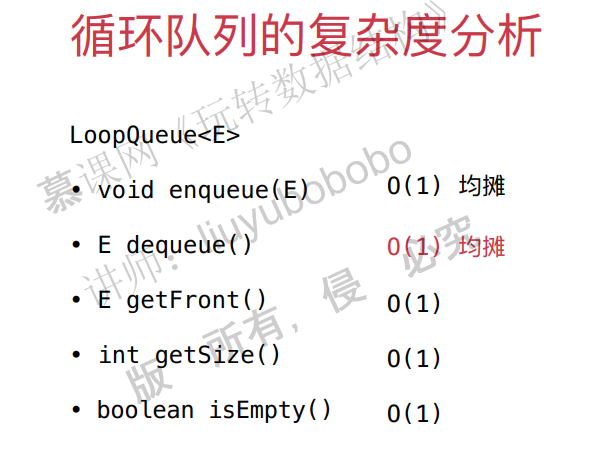 循环队列的复杂度分析
LoopQueue<E>
• void enqueue(E) O(1) 均摊
• E dequeue() O(1) 均摊
• E getFront() O(1)
• int getSize() O(1)
• boolean isEmpty() O(1)
慕课网《玩转数据结构》
讲师：liuyubobobo
版 所有，侵 必究